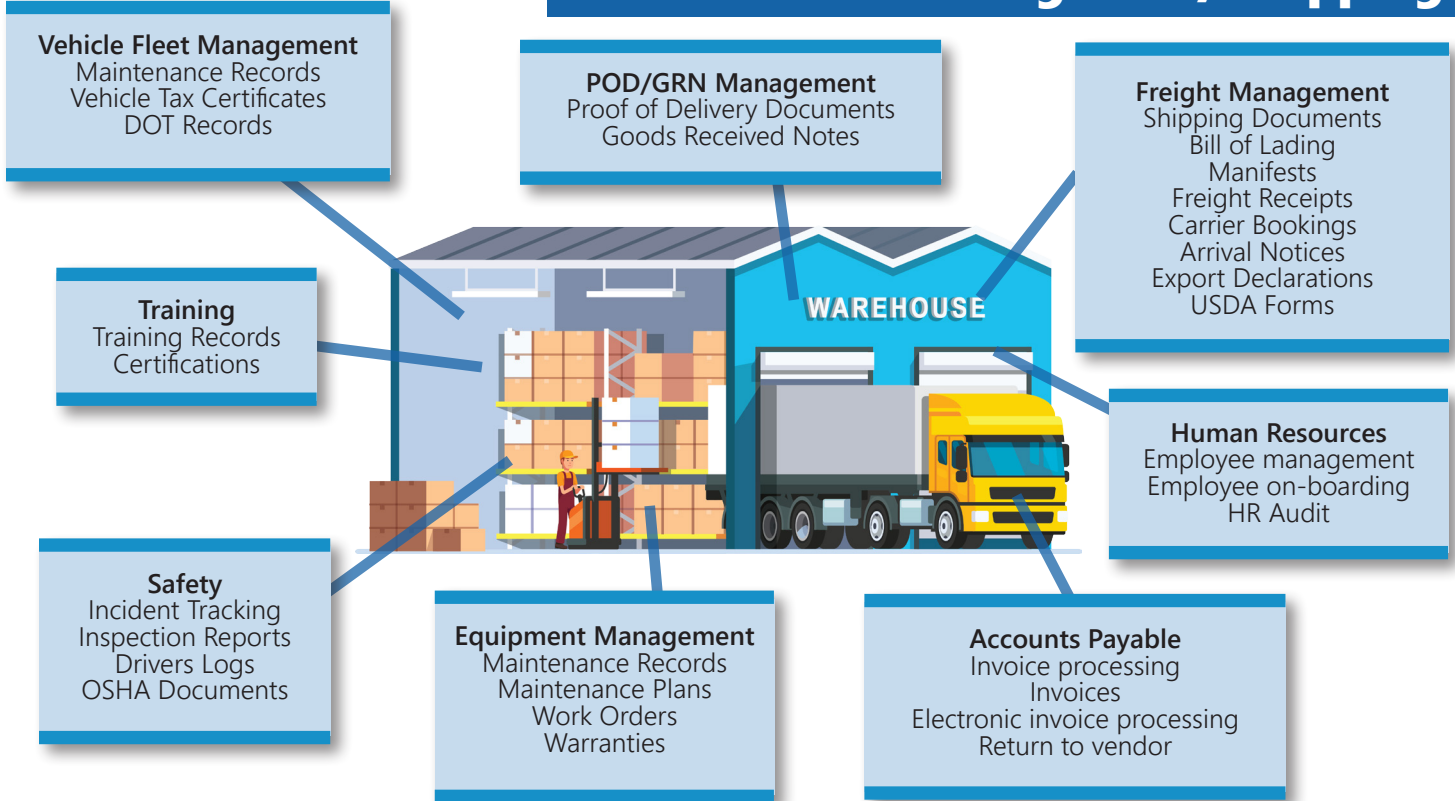 Vehicle Fleet Management
Maintenance Records
Vehicle Tax Certificates
DOT Records
POD/GRN Management
Proof of Delivery Documents
Goods Received Notes
Freight Management
Shipping Documents
Bill of Lading
Manifests
Freight Receipts
Carrier Bookings
Arrival Notices
Export Declarations
USDA Forms
Training
Training Records
Certifications
WAREHOUSE
Human Resources
Employee management
Employee on-boarding
HR Audit
Safety
Incident Tracking
Inspection Reports
Drivers Logs
OSHA Documents
Equipment Management
Maintenance Records
Maintenance Plans
Work Orders
Warranties
Accounts Payable
Invoice processing
Invoices
Electronic invoice processing
Return to vendor